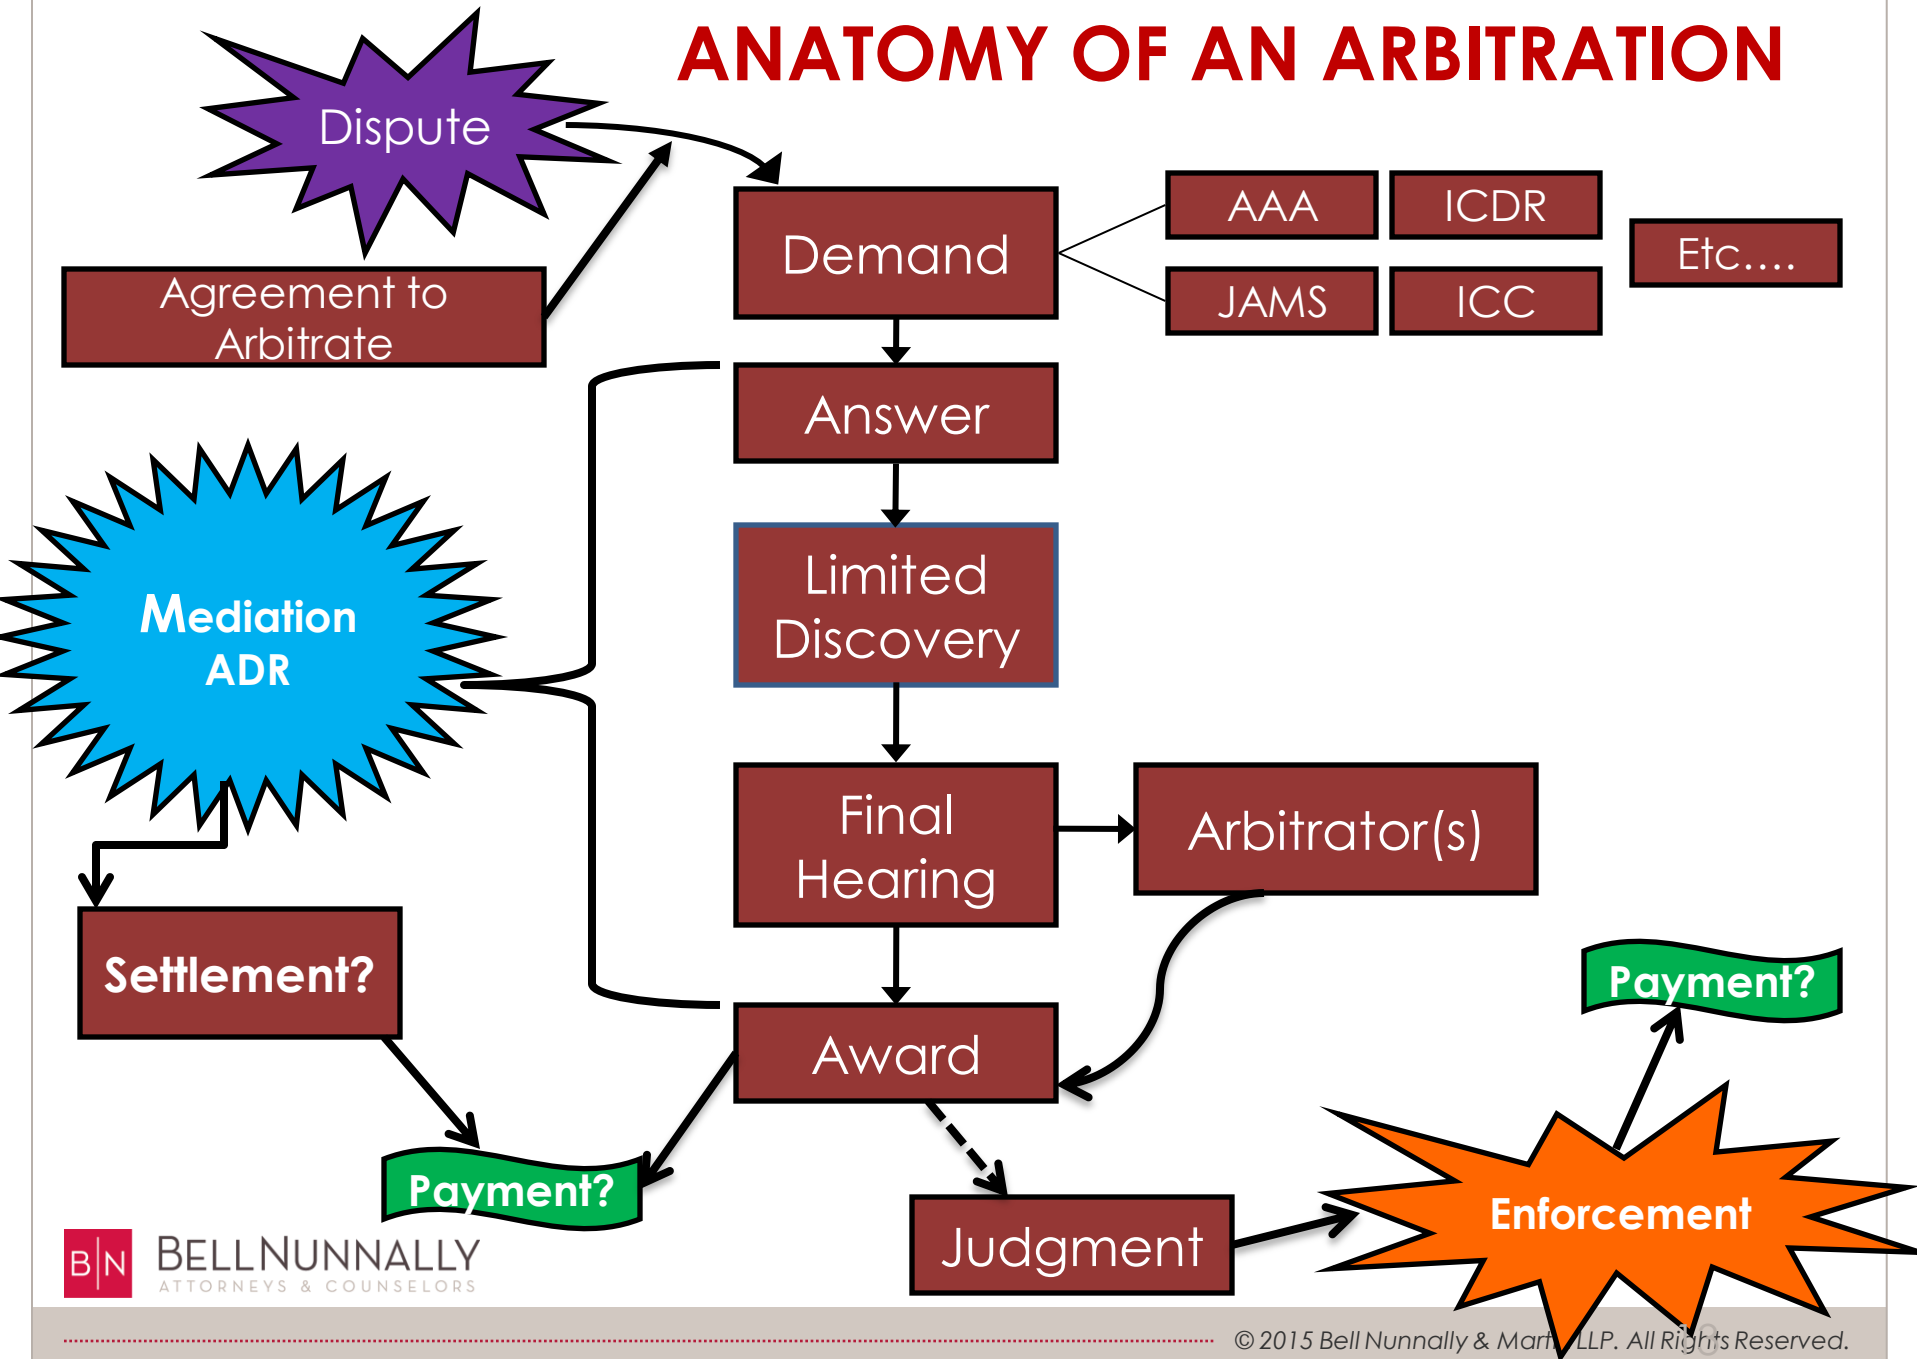 ANATOMY OF AN ARBITRATION
Dispute
Agreement to
Arbitrate
Demand
AAA
ICDR
JAMS
ICC
Etc....
Answer
Limited
Discovery
Mediation
ADR
Final
Hearing
Arbitrator(s)
Settlement?
Award
Payment?
Payment?
Judgment
Enforcement
B|N
BELLNUNNALLY
ATTORNEYS & COUNSELORS
© 2015 Bell Nunnally & LLP. All Rights Reserved.